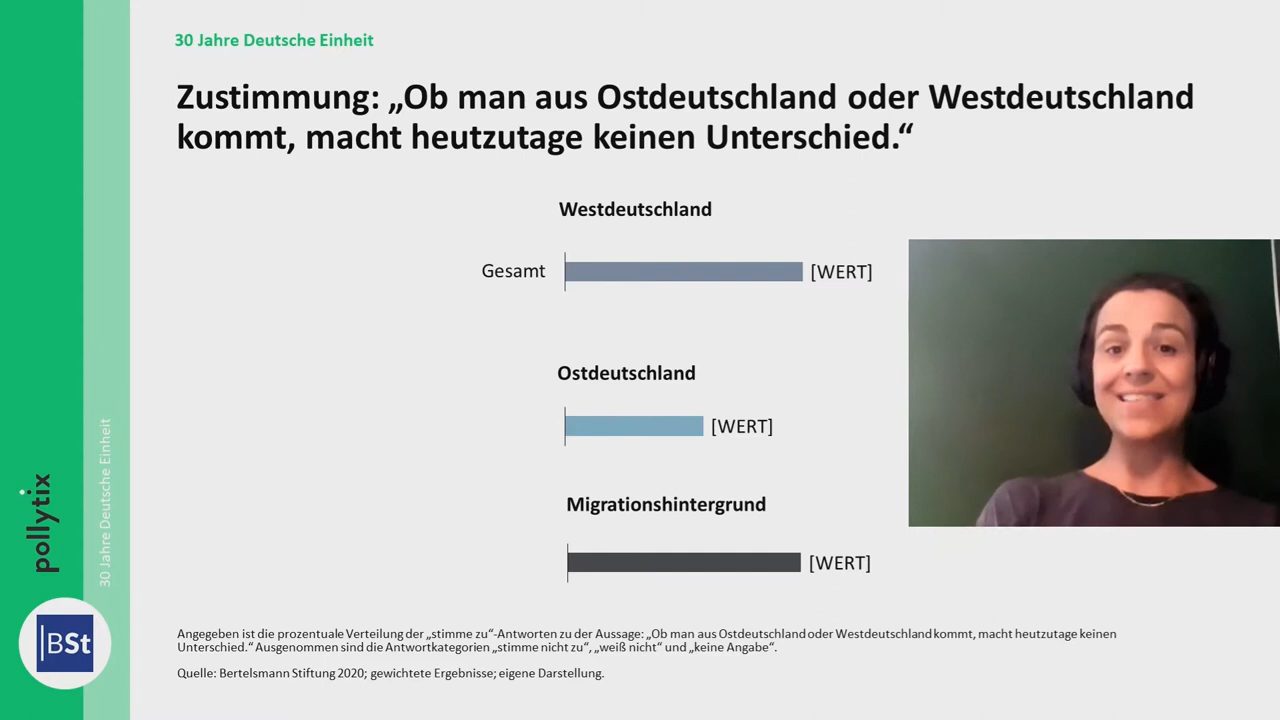 30 Jahre Deutsche Einheit
Zustimmung: „Ob man aus Ostdeutschland oder Westdeutschland
kommt, macht heutzutage keinen Unterschied.“
Westdeutschland
Gesamt [WERT]
Ostdeutschland
[WERT]
Migrationshintergrund
[WERT]
Angegeben ist die prozentuale Verteilung der „stimme zu“-Antworten zu der Aussage: „Ob man aus Ostdeutschland oder Westdeutschland kommt, macht heutzutage keinen
Unterschied.“ Ausgenommen sind die Antwortkategorien „stimme nicht zu“, „weiß nicht“ und „keine Angabe“.
Quelle: Bertelsmann Stiftung 2020; gewichtete Ergebnisse; eigene Darstellung.
pollytix
30 Jahre Deutsche Einheit
|BSt